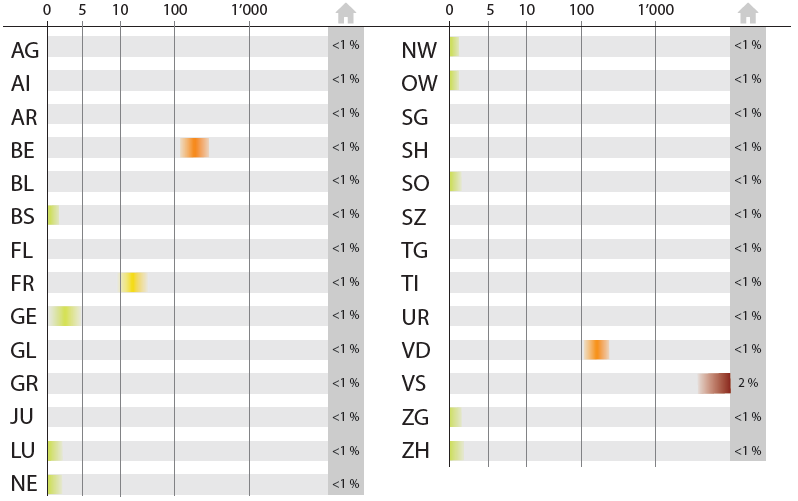 0 5 10 100 1′000
AG <1 %
AI <1 %
AR <1 %
BE <1 %
BL <1 %
BS <1 %
FL <1 %
FR <1 %
GE <1 %
GL <1 %
GR <1 %
JU <1 %
LU <1 %
NE <1 %
0 5 10 100 1′000
NW <1 %
OW <1 %
SG <1 %
SH <1 %
SO <1 %
SZ <1 %
TG <1 %
TI <1 %
UR <1 %
VD <1 %
VS 2 %
ZG <1 %
ZH <1 %